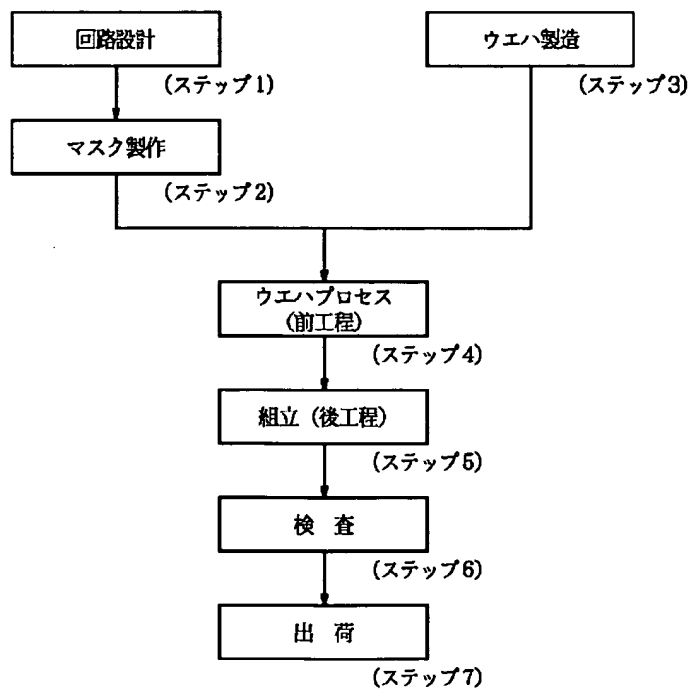 回路設計
(ステップ1)
マスク製作
(ステップ2)
ウエハ製造
(ステップ3)
ウエハプロセス
(前工程)
(ステップ4)
組立 (後工程)
(ステップ5)
検 査
(ステップ6)
出 荷
(ステップ7)